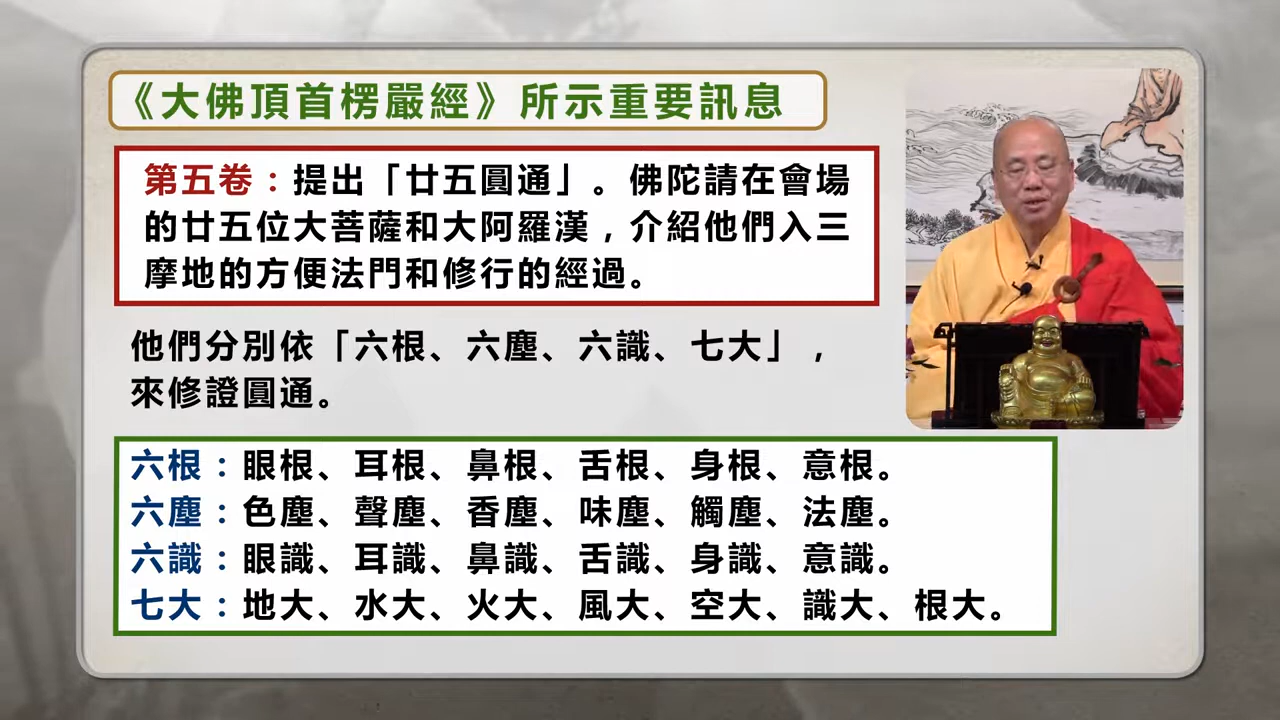 《大佛頂首楞嚴經》所示重要訊息
第五卷：提出「廿五圓通」。佛陀請在會場
的廿五位大菩薩和大阿羅漢，介紹他們入三
摩地的方便法門和修行的經過。
他們分別依「六根、六塵、六識、七大」，
來修證圓通。
六根：眼根、耳根、鼻根、舌根、身根、意根。
六塵：色塵、聲塵、香塵、味塵、觸塵、法塵。
六識：眼識、耳識、鼻識、舌識、身識、意識。
七大：地大、水大、火大、風大、空大、識大、根大。